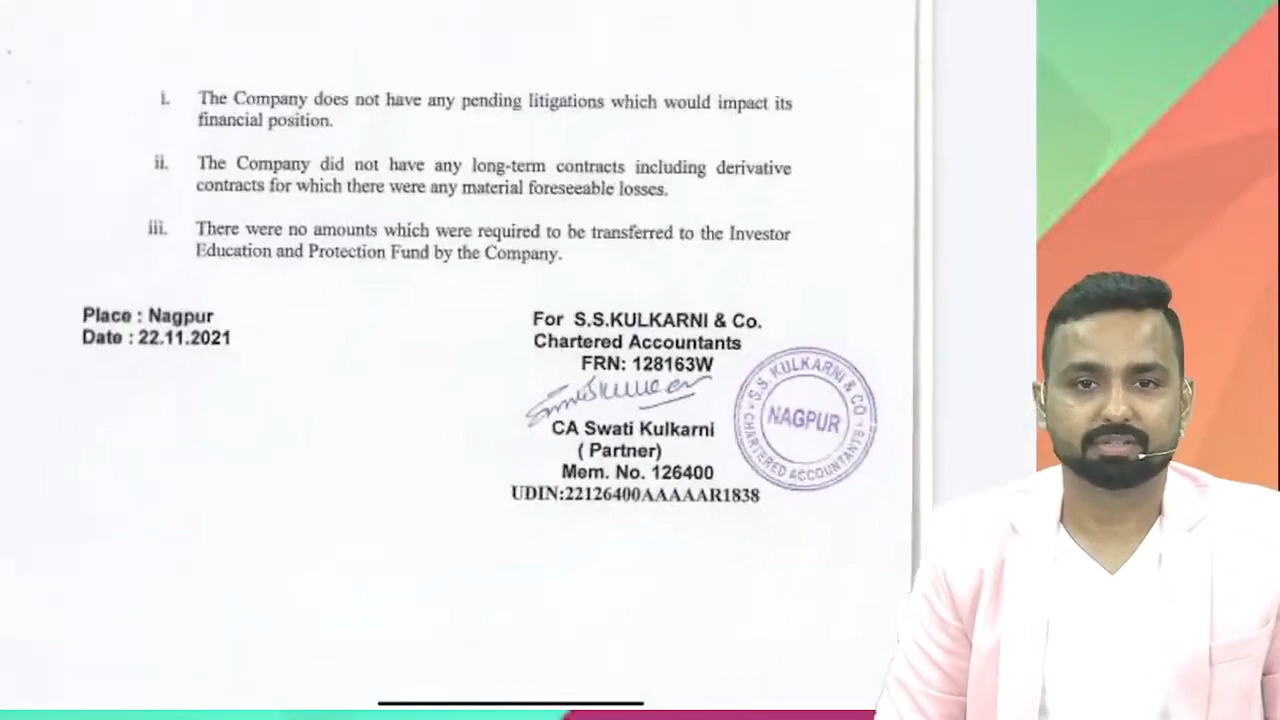 i. The Company does not have any pending litigations which would impact its
financial position.
ii. The Company did not have any long-term contracts including derivative
contracts for which there were any material foreseeable losses.
iii. There were no amounts which were required to be transferred to the Investor
Education and Protection Fund by the Company.
Place : Nagpur
Date : 22.11.2021
For S.S.KULKARNI & Co.
Chartered Accountants
FRN: 128163W
CA Swati Kulkarni
( Partner)
Mem. No. 126400
UDIN:22126400AAAAAR1838
S.S. KULKARNI & CO.
NAGPUR
CHARTERED ACCOUNTANTS